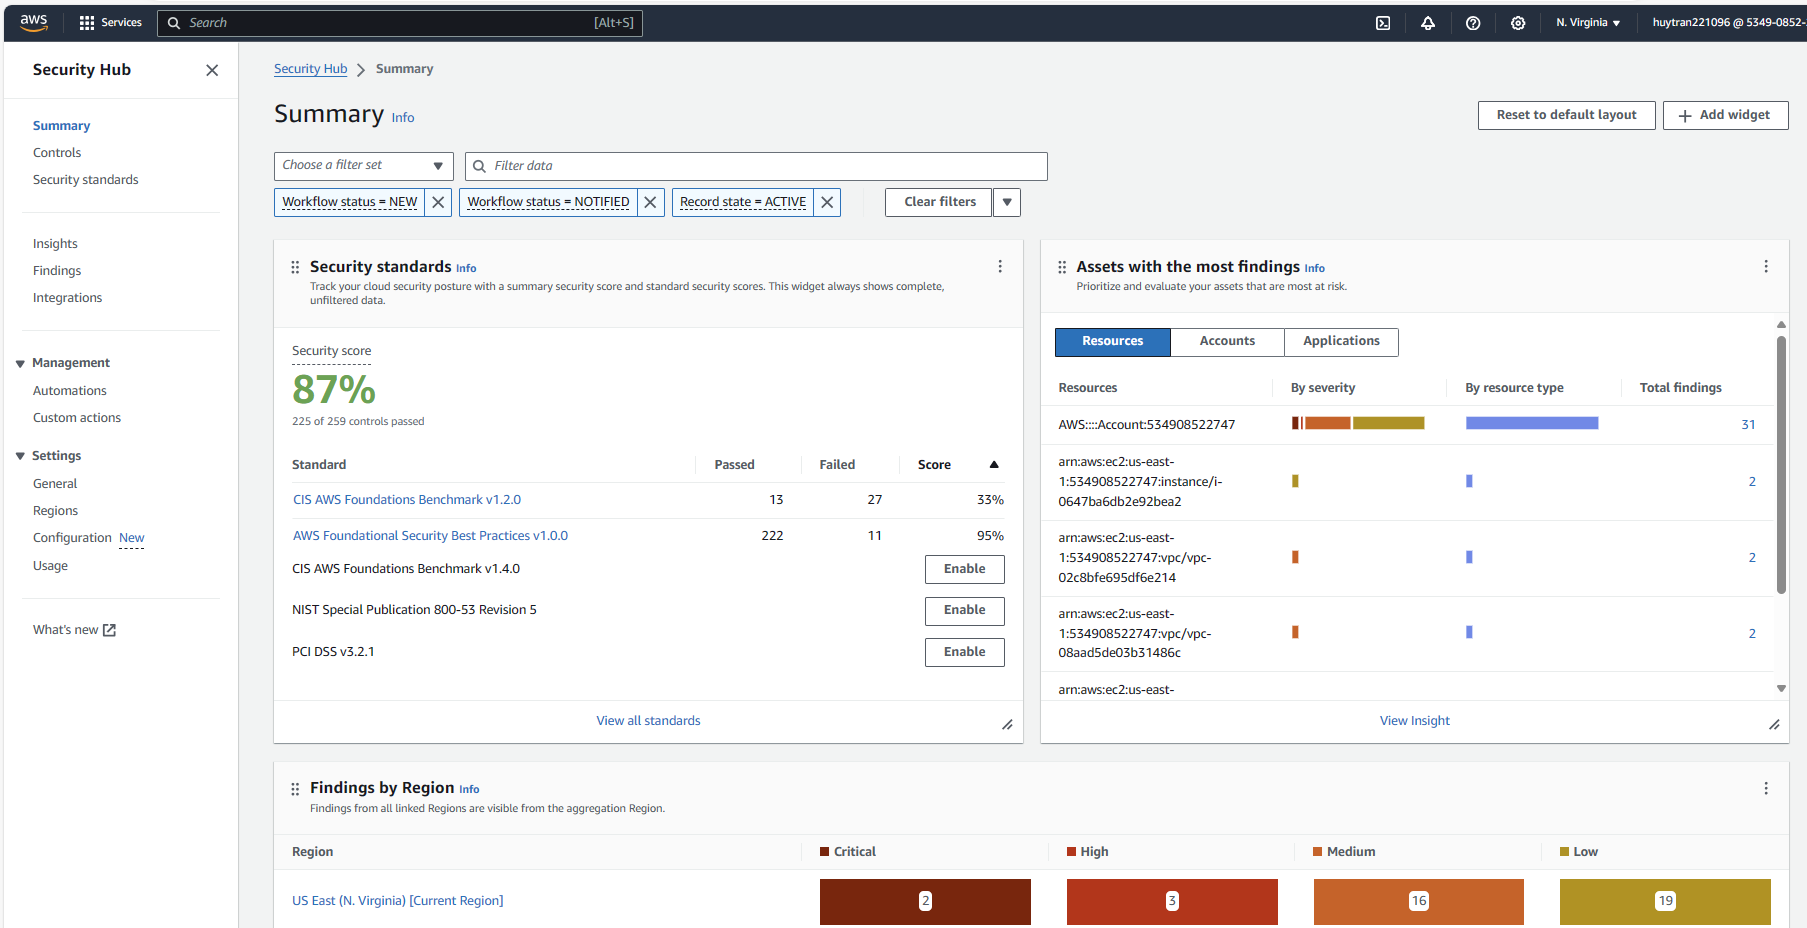 aws
Services
Search
[Alt+S]
N. Virginia
huytran221096 @ 5349-0852-
Security Hub
Summary
Controls
Security standards
Insights
Findings
Integrations
Management
Automations
Custom actions
Settings
General
Regions
Configuration New
Usage
What's new
Security Hub
Summary
Summary Info
Reset to default layout
Add widget
Choose a filter set
Filter data
Workflow status = NEW
Workflow status = NOTIFIED
Record state = ACTIVE
Clear filters
Security standards Info
Track your cloud security posture with a summary security score and standard security scores. This widget always shows complete,
unfiltered data.
Security score
87%
225 of 259 controls passed
Standard Passed Failed Score
CIS AWS Foundations Benchmark v1.2.0 13 27 33%
AWS Foundational Security Best Practices v1.0.0 222 11 95%
CIS AWS Foundations Benchmark v1.4.0 Enable
NIST Special Publication 800-53 Revision 5 Enable
PCI DSS v3.2.1 Enable
View all standards
Assets with the most findings Info
Prioritize and evaluate your assets that are most at risk.
Resources
Accounts
Applications
Resources By severity By resource type Total findings
AWS::::Account:534908522747 31
arn:aws:ec2:us-east-
1:534908522747:instance/i-
0647ba6db2e92bea2
2
arn:aws:ec2:us-east-
1:534908522747:vpc/vpc-
02c8bfe695df6e214
2
arn:aws:ec2:us-east-
1:534908522747:vpc/vpc-
08aad5de03b31486c
2
arn:aws:ec2:us-east-
View Insight
Findings by Region Info
Findings from all linked Regions are visible from the aggregation Region.
Region Critical High Medium Low
US East (N. Virginia) [Current Region] 2 3 16 19